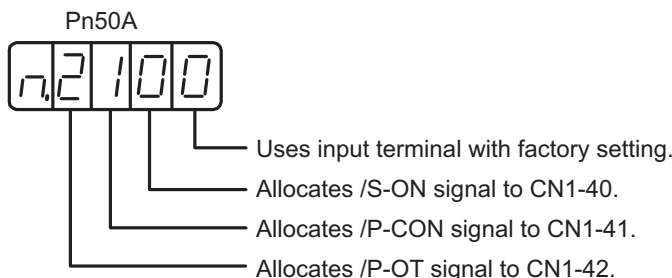 Pn50A
n.2100
Uses input terminal with factory setting.
Allocates /S-ON signal to CN1-40.
Allocates /P-CON signal to CN1-41.
Allocates /P-OT signal to CN1-42.